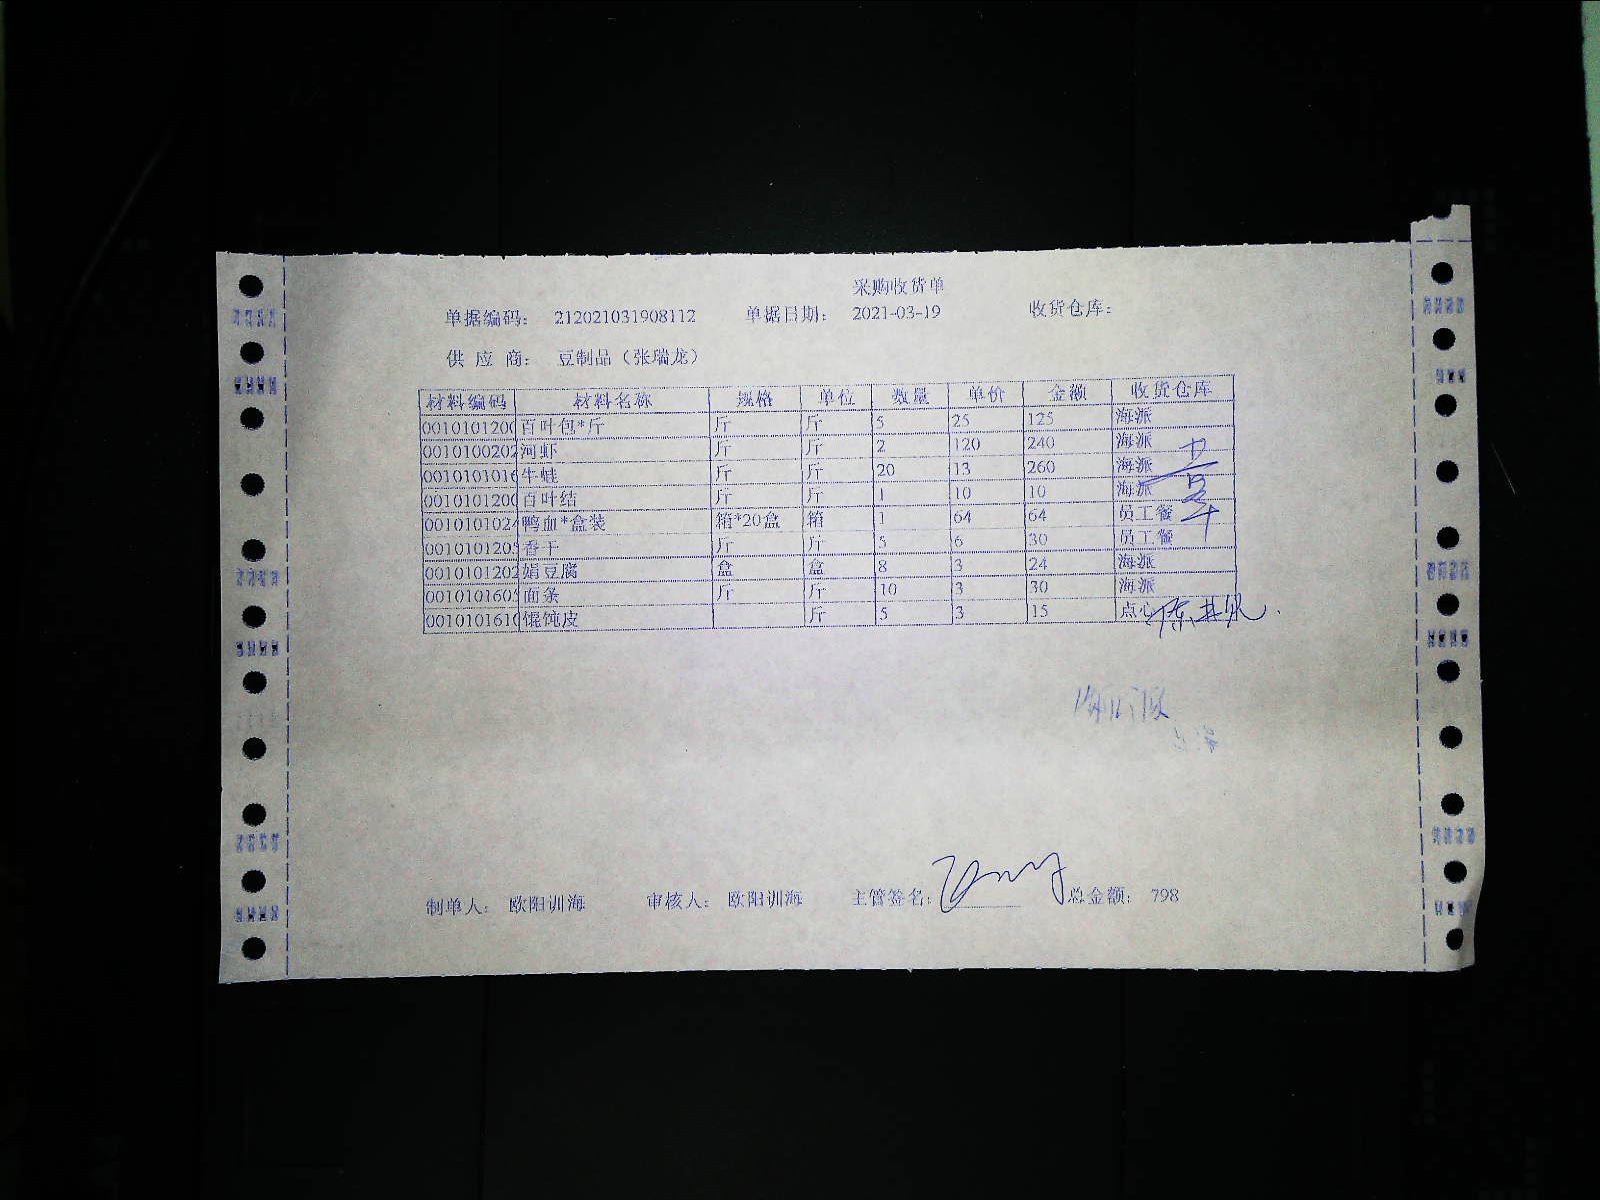 采购收货单
单据编码： 212021031908112 单据日期： 2021-03-19 收货仓库：
供 应 商： 豆制品（张瑞龙）
材料编码 材料名称 规格 单位 数量 单价 金额 收货仓库
0010101200 百叶包*斤 斤 斤 5 25 125 海派
0010100202 河虾 斤 斤 2 120 240 海派
0010101016 牛蛙 斤 斤 20 13 260 海派
0010101200 百叶结 斤 斤 1 10 10 海派
0010101024 鸭血*盒装 箱*20盒 箱 1 64 64 员工餐
0010101205 香干 斤 斤 5 6 30 员工餐
0010101202 娟豆腐 盒 盒 8 3 24 海派
0010101605 面条 斤 斤 10 3 30 海派
0010101610 馄饨皮 斤 5 3 15 点心
制单人： 欧阳训海 审核人： 欧阳训海 主管签名： 总金额： 798